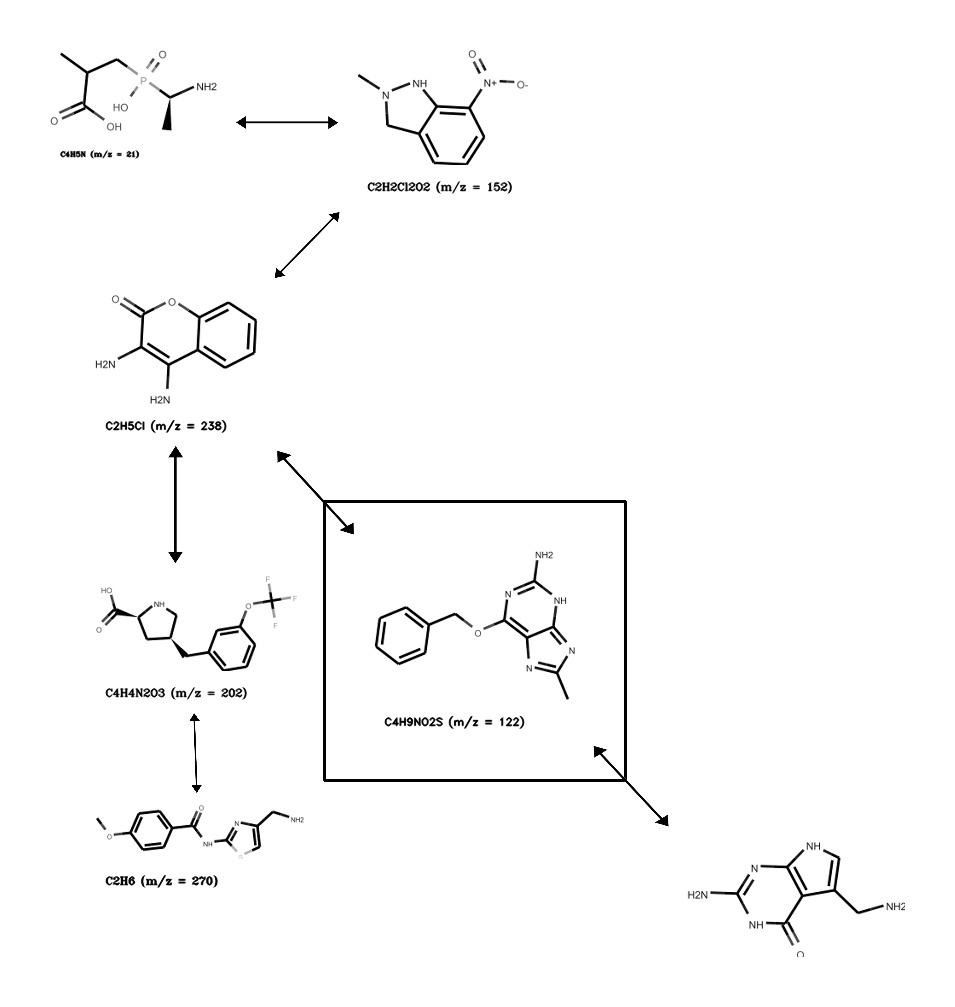 O
P
NH2
HO
O
OH
C4H5N (m/z = 21)
O
N+
O-
NH
N
C2H2Cl2O2 (m/z = 152)
O
O
H2N
H2N
C2H5Cl (m/z = 238)
HO
NH
O
F
F
O
F
C4H4N2O3 (m/z = 202)
NH2
N
NH
O
N
N
C4H9NO2S (m/z = 122)
O
O
N
NH2
NH
S
C2H6 (m/z = 270)
NH
N
H2N
NH2
NH
O